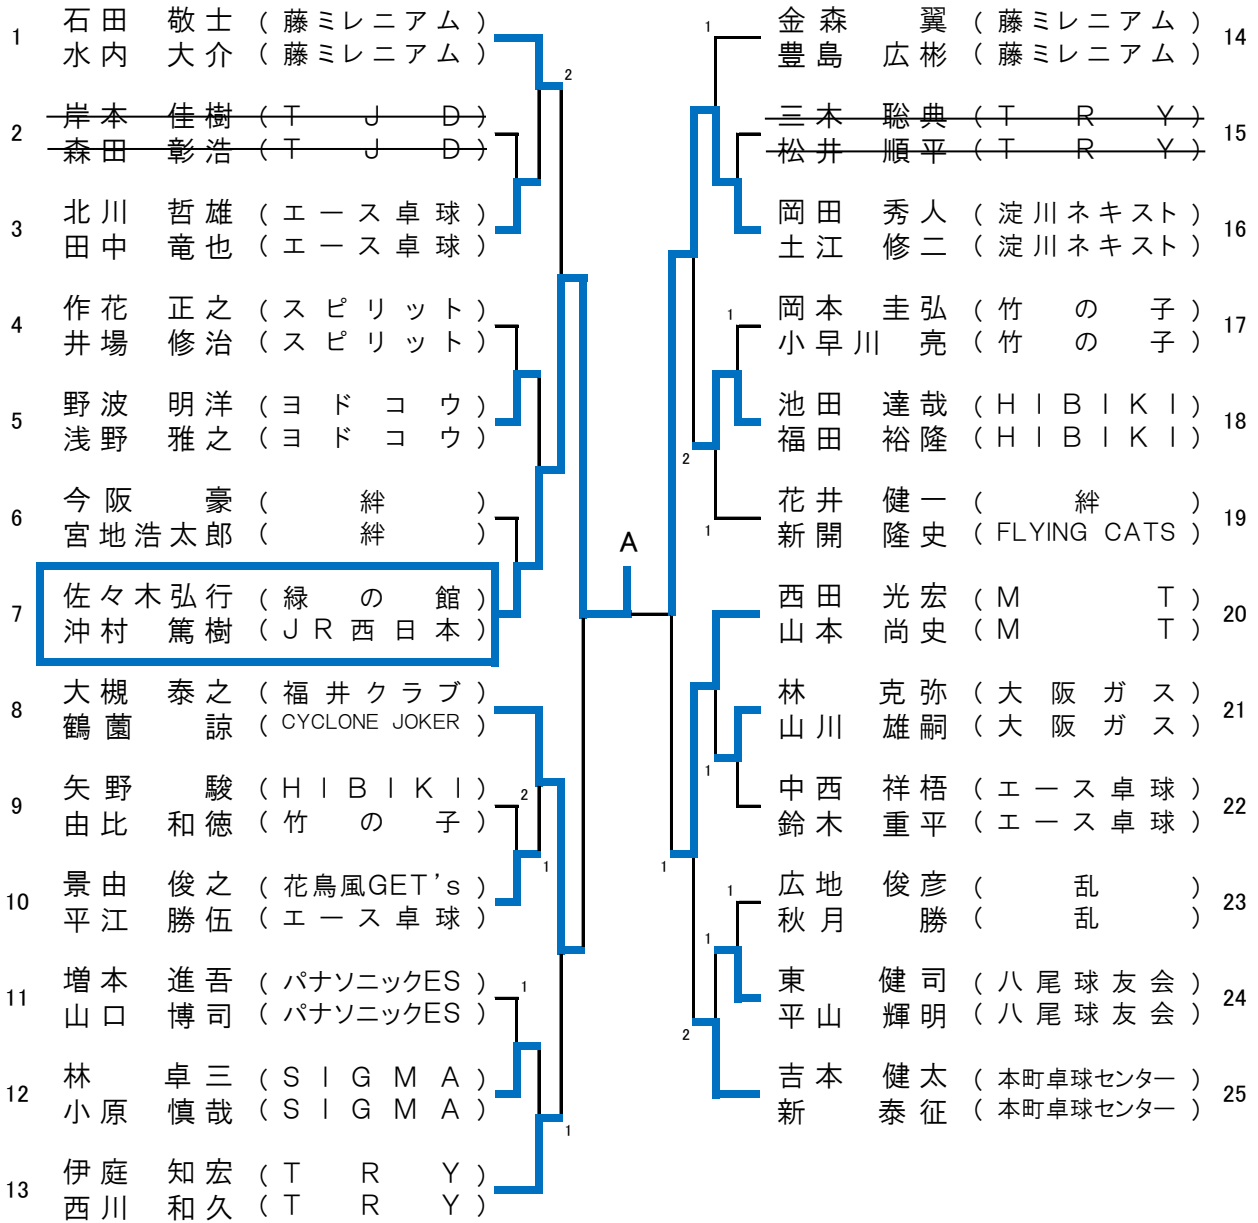 1 石田 敬士 (藤ミレニアム)
水内 大介 (藤ミレニアム)
2 岸本 佳樹 (TJD)
森田 彰浩 (TJD)
3 北川 哲雄 (エース卓球)
田中 竜也 (エース卓球)
4 作花 正之 (スピリット)
井場 修治 (スピリット)
5 野波 明洋 (ヨドコウ)
浅野 雅之 (ヨドコウ)
6 今阪 豪 (絆)
宮地浩太郎 (絆)
7 佐々木弘行 (緑の館)
沖村 篤樹 (JR西日本)
8 大槻 泰之 (福井クラブ)
鶴薗 諒 (CYCLONE JOKER)
9 矢野 駿 (HIBIKI)
由比 和徳 (竹の子)
10 景由 俊之 (花鳥風GET's)
平江 勝伍 (エース卓球)
11 増本 進吾 (パナソニックES)
山口 博司 (パナソニックES)
12 林 卓三 (SIGMA)
小原 慎哉 (SIGMA)
13 伊庭 知宏 (TRY)
西川 和久 (TRY)
2
2
1
1
1
A
金森 翼 (藤ミレニアム) 14
豊島 広彬 (藤ミレニアム)
三木 聡典 (TRY) 15
松井 順平 (TRY)
岡田 秀人 (淀川ネキスト) 16
土江 修二 (淀川ネキスト)
岡本 圭弘 (竹の子) 17
小早川 亮 (竹の子)
池田 達哉 (HIBIKI) 18
福田 裕隆 (HIBIKI)
花井 健一 (絆) 19
新開 隆史 (FLYING CATS)
西田 光宏 (MT) 20
山本 尚史 (MT)
林 克弥 (大阪ガス) 21
山川 雄嗣 (大阪ガス)
中西 祥梧 (エース卓球) 22
鈴木 重平 (エース卓球)
広地 俊彦 (乱) 23
秋月 勝 (乱)
東 健司 (八尾球友会) 24
平山 輝明 (八尾球友会)
吉本 健太 (本町卓球センター) 25
新 泰征 (本町卓球センター)
1
1
2
1
1
1
1
1
2